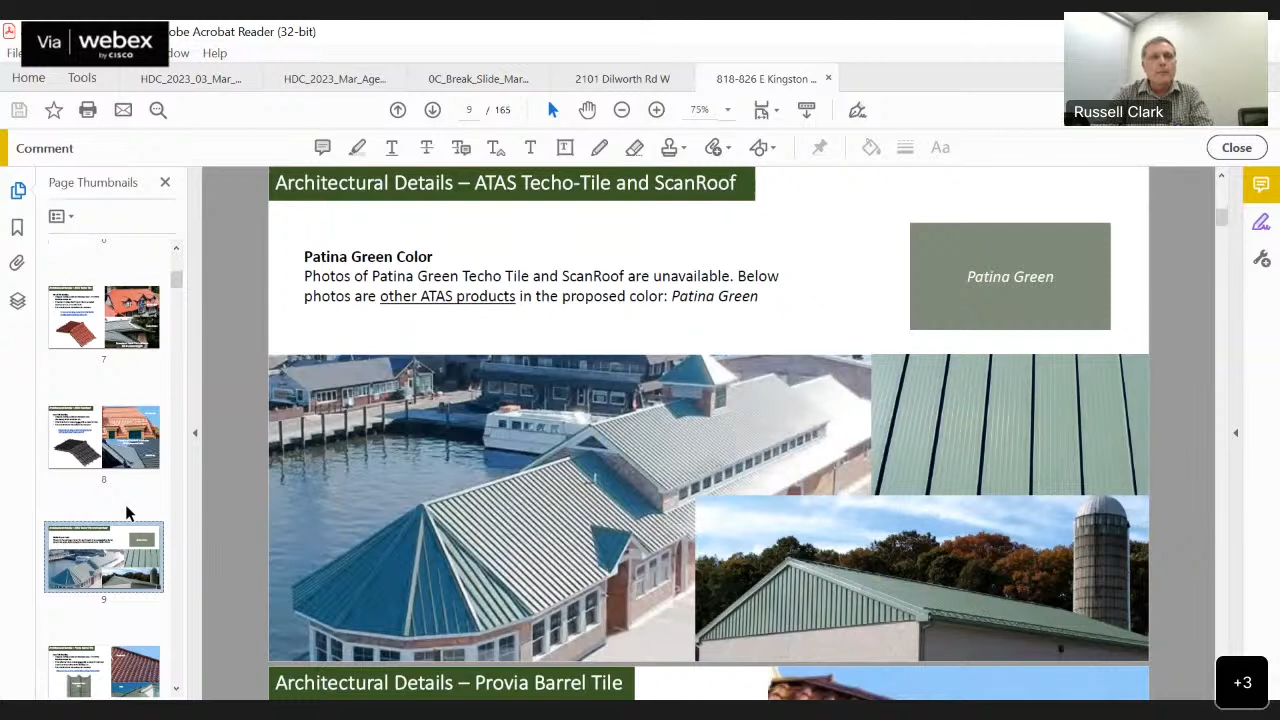 Via webex
by CISCO
dobe Acrobat Reader (32-bit)
dow Help
Home Tools HDC_2023_03_Mar_... HDC_2023_Mar_Age... 0C_Break_Slide_Mar... 2101 Dilworth Rd W 818-826 E Kingston ...
9 / 165 75%
Russell Clark
Comment
Aa
Close
Page Thumbnails
7
8
9
Architectural Details – ATAS Techo-Tile and ScanRoof
Patina Green Color
Photos of Patina Green Techo Tile and ScanRoof are unavailable. Below
photos are other ATAS products in the proposed color: Patina Green
Patina Green
Architectural Details – Provia Barrel Tile
+3